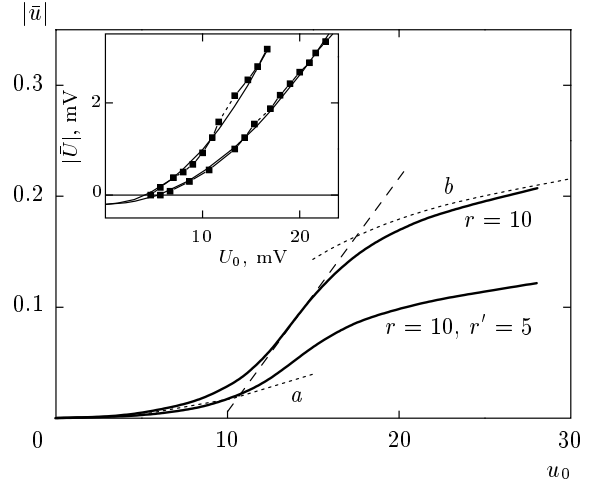 |ū|
0.3
0.2
0.1
0
10
20
30
u₀
|Ū|, mV
2
0
10
20
U₀, mV
b
r = 10
r = 10, r′ = 5
a